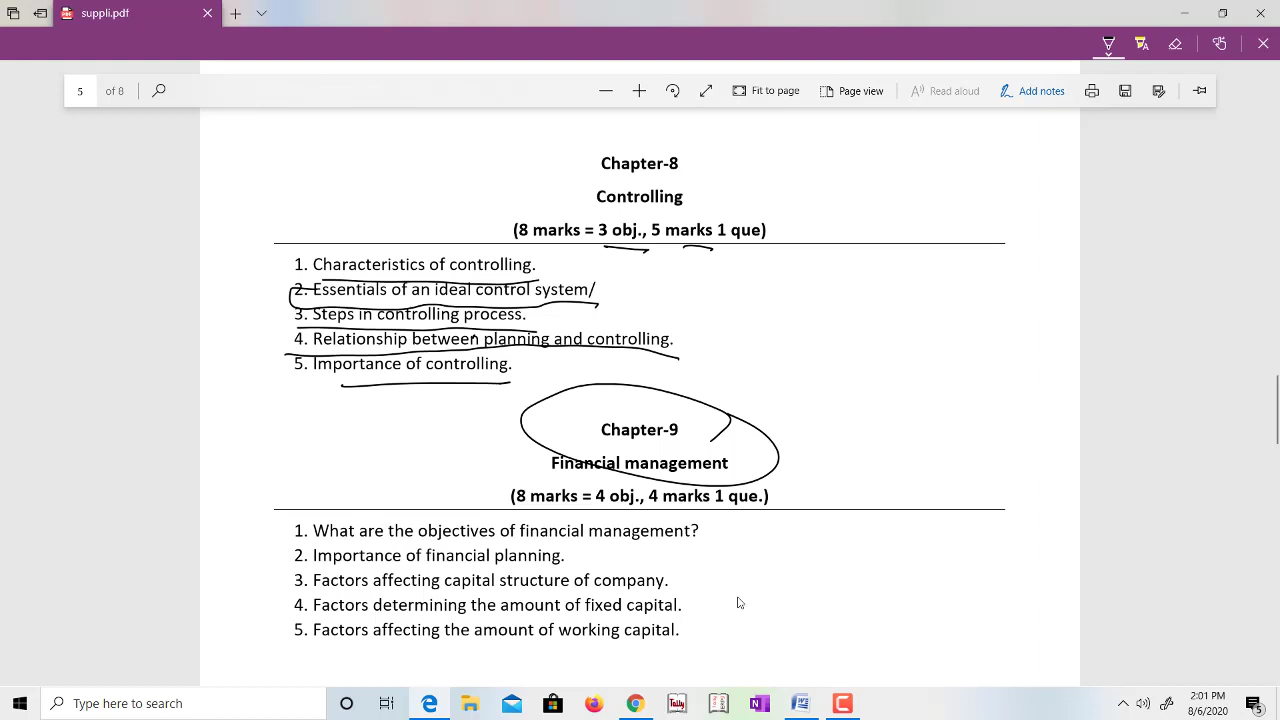 suppli.pdf
5 of 8
Fit to page
Page view
Read aloud
Add notes
Chapter-8
Controlling
(8 marks = 3 obj., 5 marks 1 que)
1. Characteristics of controlling.
2. Essentials of an ideal control system/
3. Steps in controlling process.
4. Relationship between planning and controlling.
5. Importance of controlling.
Chapter-9
Financial management
(8 marks = 4 obj., 4 marks 1 que.)
1. What are the objectives of financial management?
2. Importance of financial planning.
3. Factors affecting capital structure of company.
4. Factors determining the amount of fixed capital.
5. Factors affecting the amount of working capital.
Type here to search
Tally
2:01 PM
8/6/2020
5